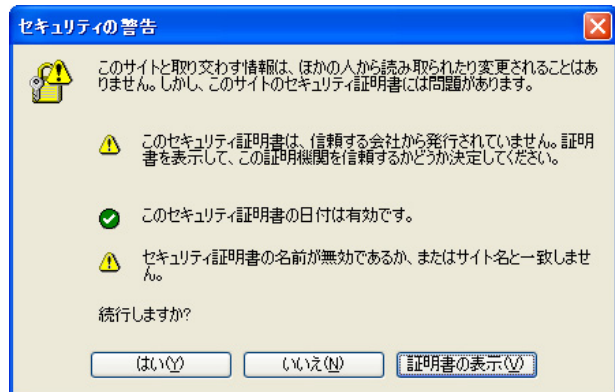 セキュリティの警告
このサイトと取り交わす情報は、ほかの人から読み取られたり変更されることはあ
りません。しかし、このサイトのセキュリティ証明書には問題があります。
このセキュリティ証明書は、信頼する会社から発行されていません。証明
書を表示して、この証明機関を信頼するかどうか決定してください。
このセキュリティ証明書の日付は有効です。
セキュリティ証明書の名前が無効であるか、またはサイト名と一致しませ
ん。
続行しますか?
はい(Y)
いいえ(N)
証明書の表示(V)